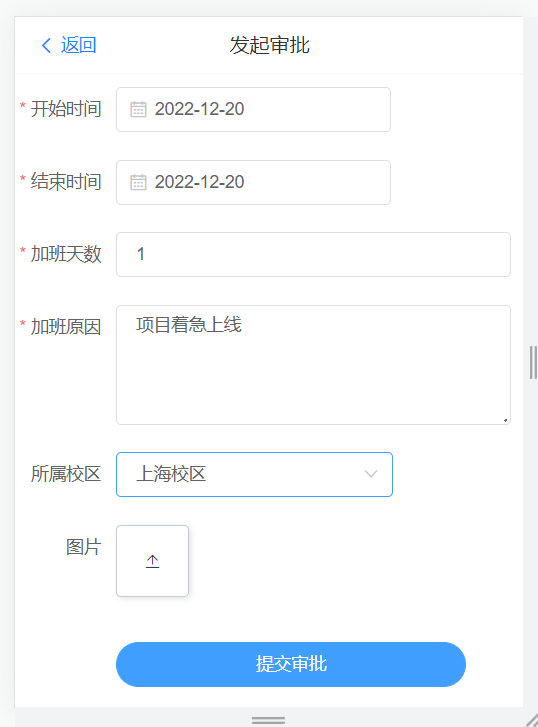 返回
发起审批
* 开始时间 2022-12-20
* 结束时间 2022-12-20
* 加班天数 1
* 加班原因 项目着急上线
所属校区 上海校区
图片
提交审批